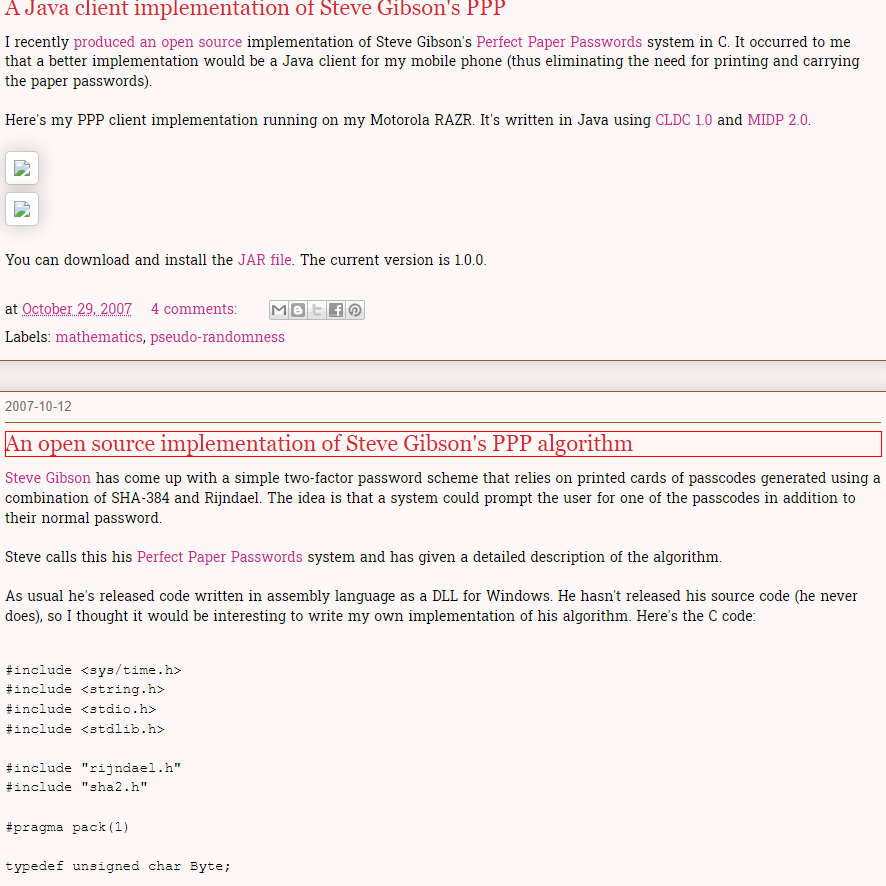 A Java client implementation of Steve Gibson's PPP
I recently produced an open source implementation of Steve Gibson's Perfect Paper Passwords system in C. It occurred to me
that a better implementation would be a Java client for my mobile phone (thus eliminating the need for printing and carrying
the paper passwords).
Here's my PPP client implementation running on my Motorola RAZR. It's written in Java using CLDC 1.0 and MIDP 2.0.
You can download and install the JAR file. The current version is 1.0.0.
at October 29, 2007 4 comments:
Labels: mathematics, pseudo-randomness
2007-10-12
An open source implementation of Steve Gibson's PPP algorithm
Steve Gibson has come up with a simple two-factor password scheme that relies on printed cards of passcodes generated using a
combination of SHA-384 and Rijndael. The idea is that a system could prompt the user for one of the passcodes in addition to
their normal password.
Steve calls this his Perfect Paper Passwords system and has given a detailed description of the algorithm.
As usual he's released code written in assembly language as a DLL for Windows. He hasn't released his source code (he never
does), so I thought it would be interesting to write my own implementation of his algorithm. Here's the C code:
#include <sys/time.h>
#include <string.h>
#include <stdio.h>
#include <stdlib.h>
#include "rijndael.h"
#include "sha2.h"
#pragma pack(1)
typedef unsigned char Byte;